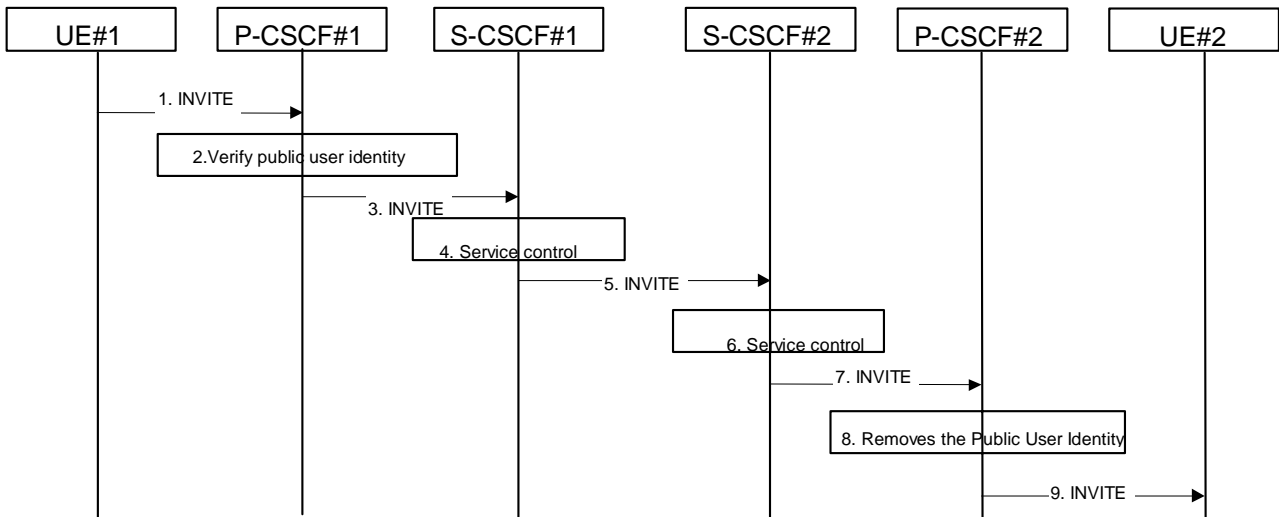 UE#1
P-CSCF#1
S-CSCF#1
S-CSCF#2
P-CSCF#2
UE#2
1. INVITE
2.Verify public user identity
3. INVITE
4. Service control
5. INVITE
6. Service control
7. INVITE
8. Removes the Public User Identity
9. INVITE